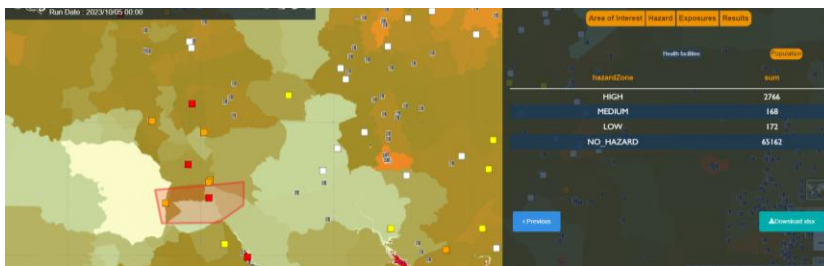 Run Date : 2023/10/05 00:00
Area of Interest Hazard Exposures Results
Health facilities Population
hazardZone sum
HIGH 2766
MEDIUM 168
LOW 172
NO_HAZARD 65162
‹ Previous Download xlsx